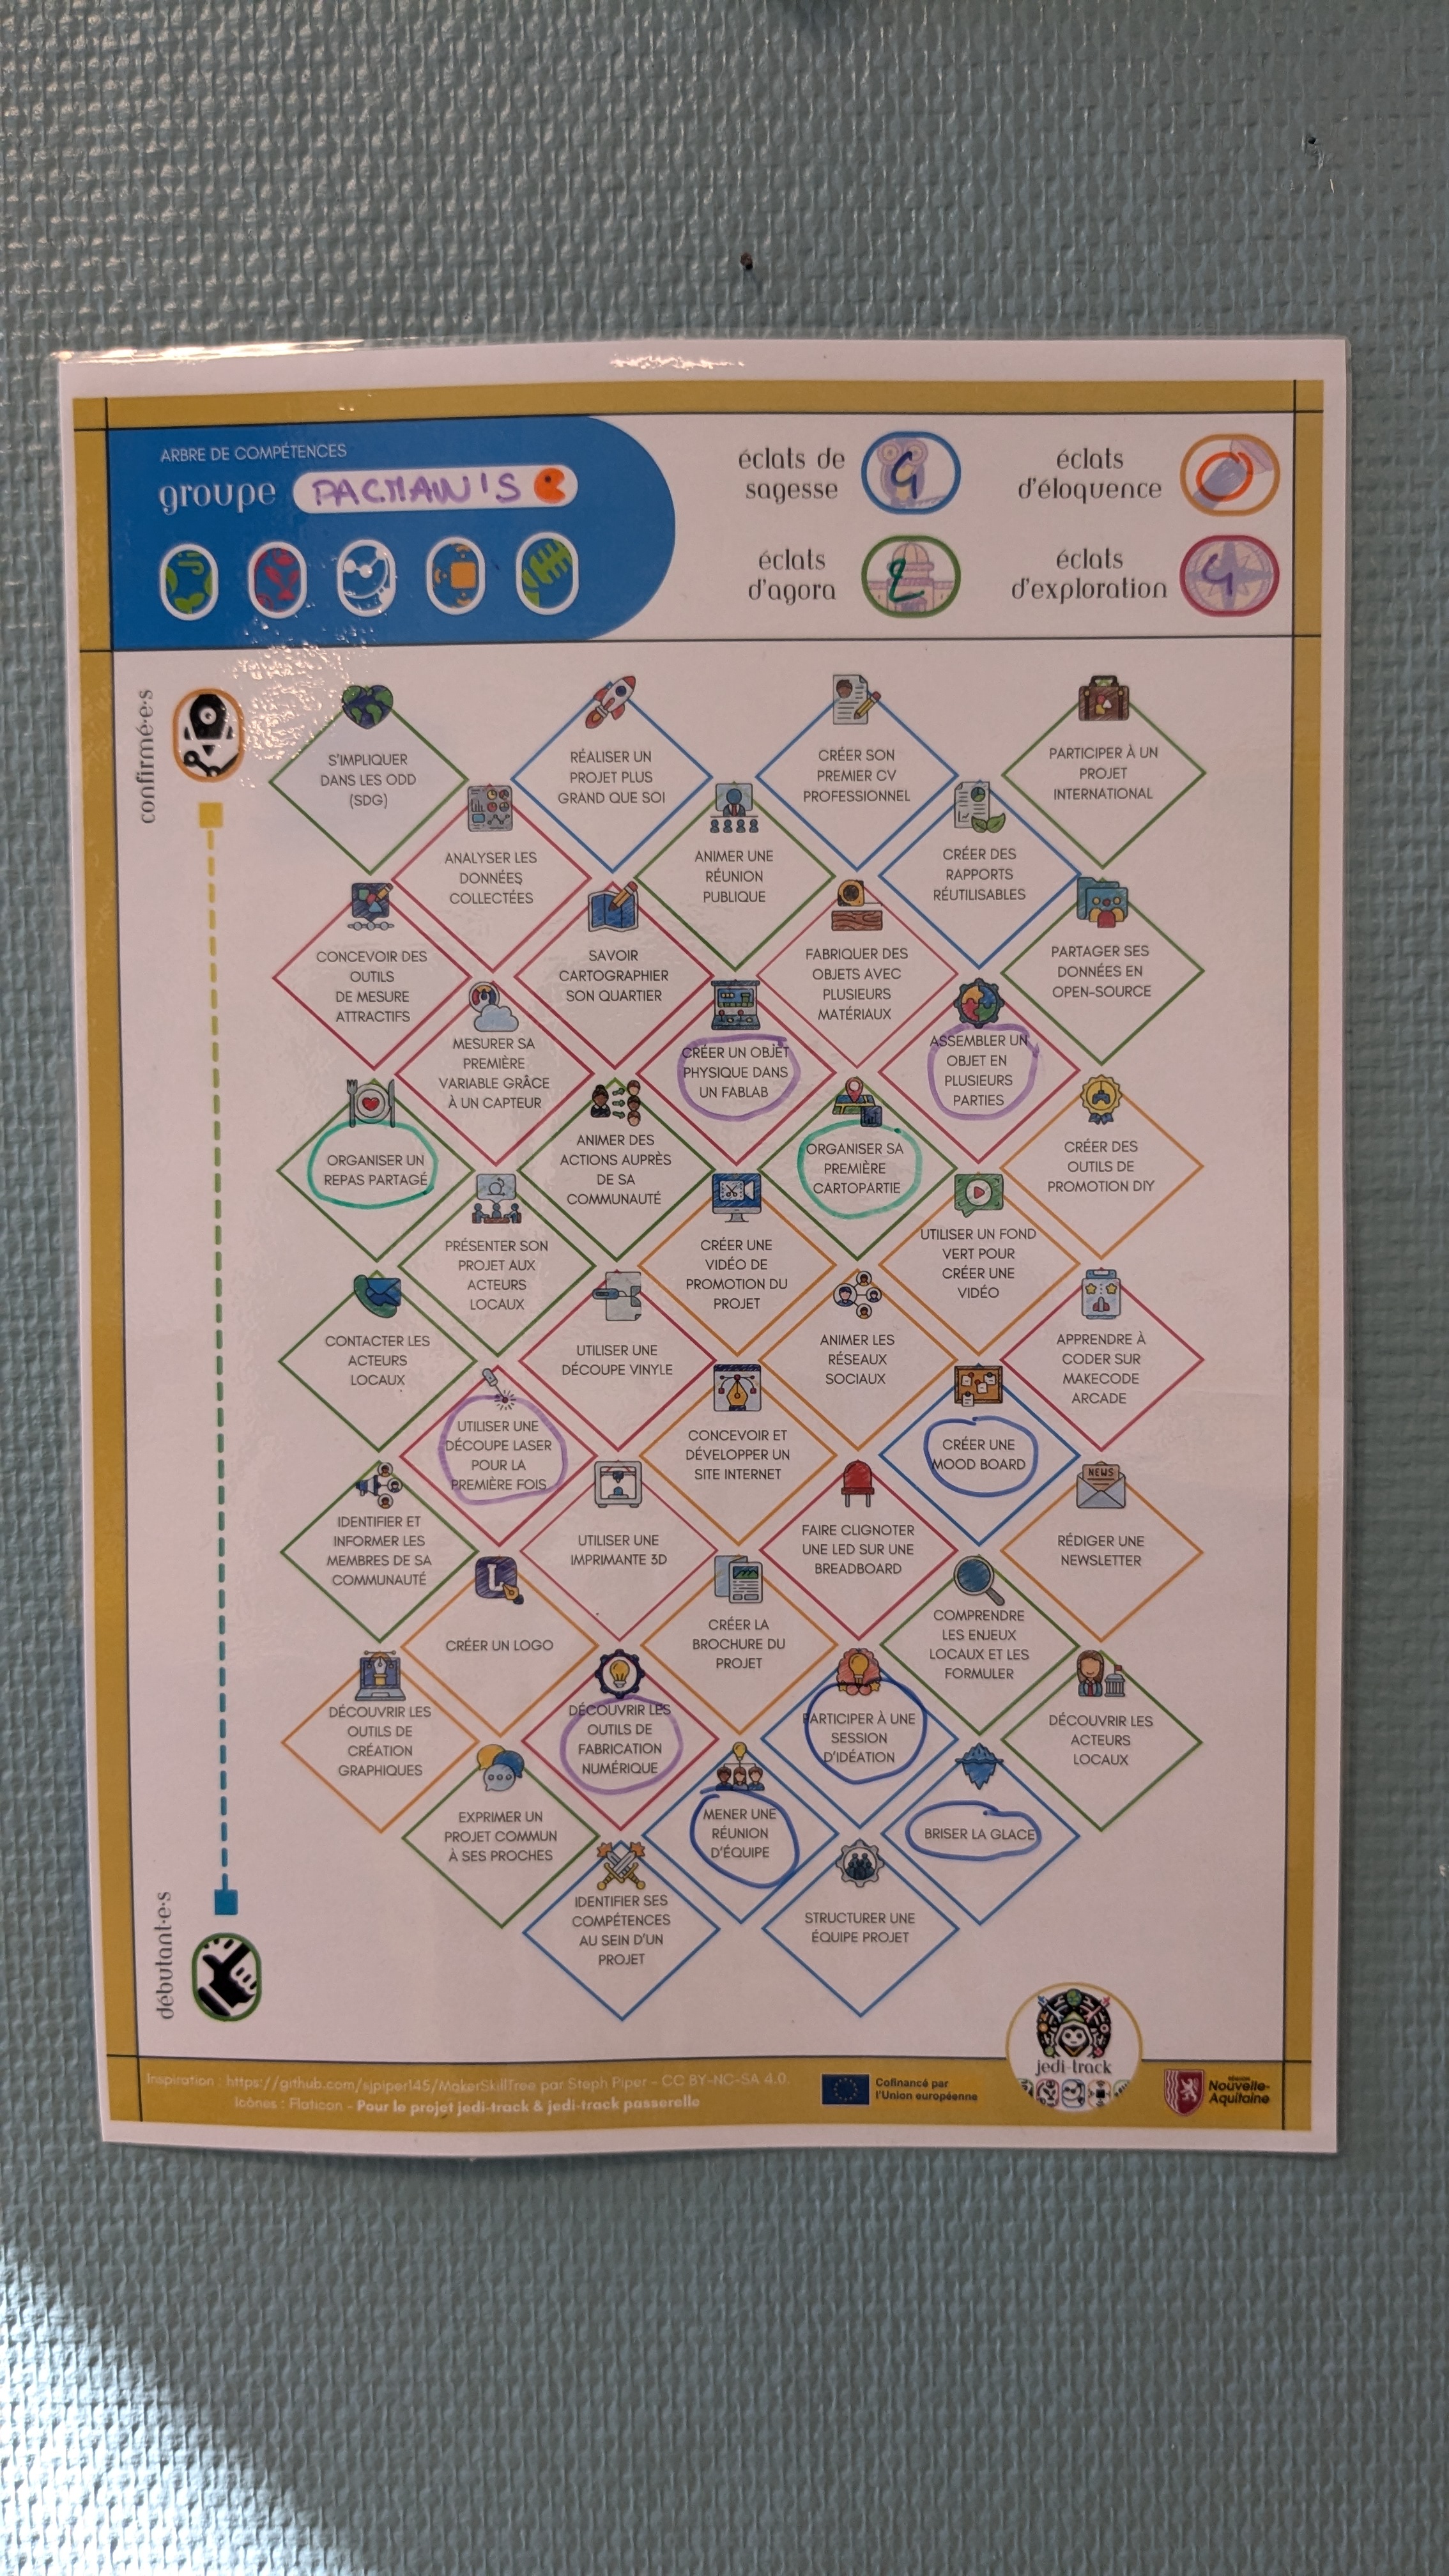 ARBRE DE COMPÉTENCES
groupe PACMAN'S
éclats de
sagesse
4
éclats
d'éloquence
0
éclats
d'agora
2
éclats
d'exploration
4
confirmé·e·s
S'IMPLIQUER
DANS LES ODD
(SDG)
RÉALISER UN
PROJET PLUS
GRAND QUE SOI
CRÉER SON
PREMIER CV
PROFESSIONNEL
PARTICIPER À UN
PROJET
INTERNATIONAL
ANALYSER LES
DONNÉES
COLLECTÉES
ANIMER UNE
RÉUNION
PUBLIQUE
CRÉER DES
RAPPORTS
RÉUTILISABLES
CONCEVOIR DES
OUTILS
DE MESURE
ATTRACTIFS
SAVOIR
CARTOGRAPHIER
SON QUARTIER
FABRIQUER DES
OBJETS AVEC
PLUSIEURS
MATÉRIAUX
PARTAGER SES
DONNÉES EN
OPEN-SOURCE
MESURER SA
PREMIÈRE
VARIABLE GRÂCE
À UN CAPTEUR
CRÉER UN OBJET
PHYSIQUE DANS
UN FABLAB
ASSEMBLER UN
OBJET EN
PLUSIEURS
PARTIES
ORGANISER UN
REPAS PARTAGÉ
ANIMER DES
ACTIONS AUPRÈS
DE SA
COMMUNAUTÉ
ORGANISER SA
PREMIÈRE
CARTOPARTIE
CRÉER DES
OUTILS DE
PROMOTION DIY
PRÉSENTER SON
PROJET AUX
ACTEURS
LOCAUX
CRÉER UNE
VIDÉO DE
PROMOTION DU
PROJET
UTILISER UN FOND
VERT POUR
CRÉER UNE
VIDÉO
CONTACTER LES
ACTEURS
LOCAUX
UTILISER UNE
DÉCOUPE VINYLE
ANIMER LES
RÉSEAUX
SOCIAUX
APPRENDRE À
CODER SUR
MAKECODE
ARCADE
UTILISER UNE
DÉCOUPE LASER
POUR LA
PREMIÈRE FOIS
CONCEVOIR ET
DÉVELOPPER UN
SITE INTERNET
CRÉER UNE
MOOD BOARD
IDENTIFIER ET
INFORMER LES
MEMBRES DE SA
COMMUNAUTÉ
UTILISER UNE
IMPRIMANTE 3D
FAIRE CLIGNOTER
UNE LED SUR UNE
BREADBOARD
NEWS
RÉDIGER UNE
NEWSLETTER
L
CRÉER UN LOGO
CRÉER LA
BROCHURE DU
PROJET
COMPRENDRE
LES ENJEUX
LOCAUX ET LES
FORMULER
DÉCOUVRIR LES
OUTILS DE
CRÉATION
GRAPHIQUES
DÉCOUVRIR LES
OUTILS DE
FABRICATION
NUMÉRIQUE
PARTICIPER À UNE
SESSION
D'IDÉATION
DÉCOUVRIR LES
ACTEURS
LOCAUX
EXPRIMER UN
PROJET COMMUN
À SES PROCHES
MENER UNE
RÉUNION
D'ÉQUIPE
BRISER LA GLACE
IDENTIFIER SES
COMPÉTENCES
AU SEIN D'UN
PROJET
STRUCTURER UNE
ÉQUIPE PROJET
débutant·e·s
jedi-track
Inspiration : https://github.com/sjpiper145/MakerSkillTree par Steph Piper - CC BY-NC-SA 4.0.
Icônes : Flaticon - Pour le projet jedi-track & jedi-track passerelle
Cofinancé par
l'Union européenne
RÉGION
Nouvelle-
Aquitaine